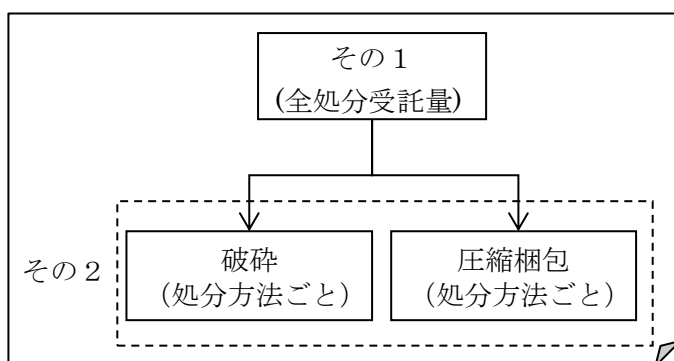 その１
(全処分受託量)
その２
破砕
（処分方法ごと）
圧縮梱包
（処分方法ごと）